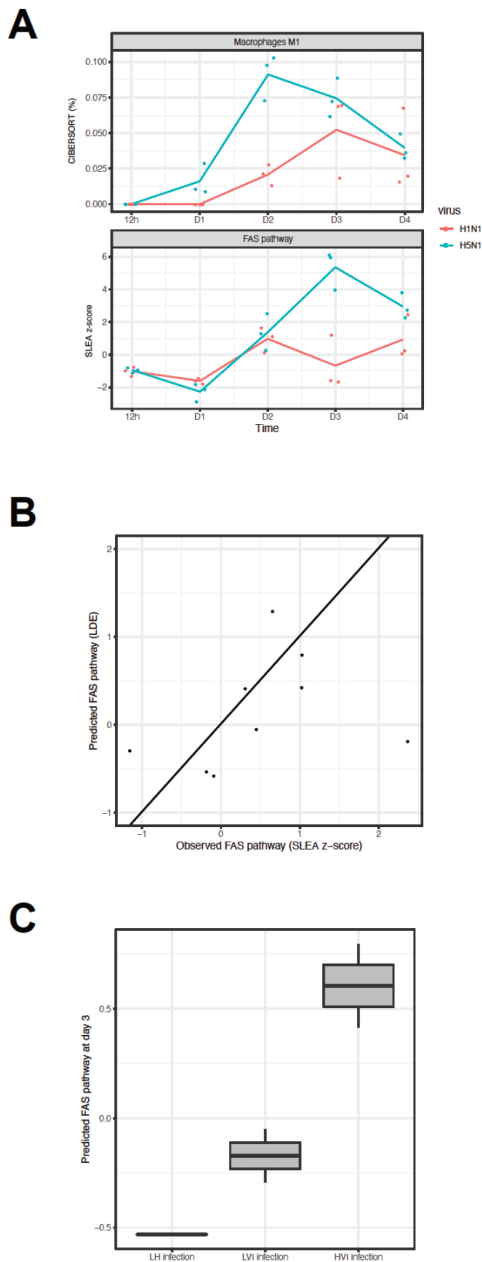 A
Macrophages M1
CIBERSORT (%)
0.100
0.075
0.050
0.025
0.000
12h D1 D2 D3 D4
virus
H1N1
H5N1
FAS pathway
SLEA z-score
6
4
2
0
−2
12h D1 D2 D3 D4
Time
B
Predicted FAS pathway (LDE)
2
1
0
−1
−1 0 1 2
Observed FAS pathway (SLEA z−score)
C
Predicted FAS pathway at day 3
0.5
0.0
−0.5
LH infection LVI infection HVI infection